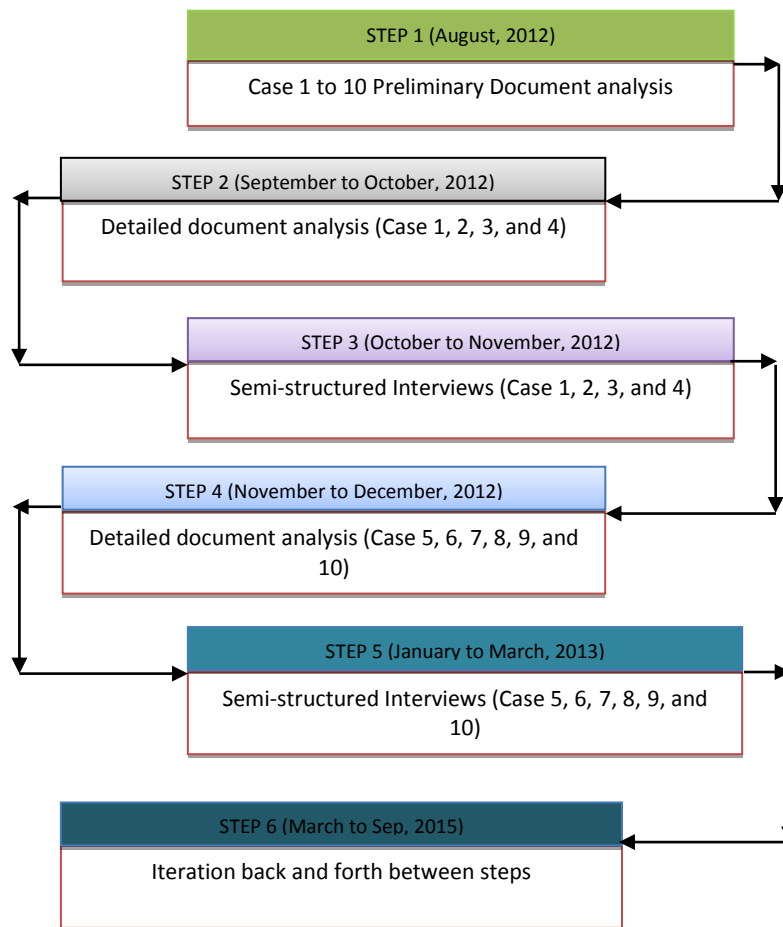 STEP 1 (August, 2012)
Case 1 to 10 Preliminary Document analysis
STEP 2 (September to October, 2012)
Detailed document analysis (Case 1, 2, 3, and 4)
STEP 3 (October to November, 2012)
Semi-structured Interviews (Case 1, 2, 3, and 4)
STEP 4 (November to December, 2012)
Detailed document analysis (Case 5, 6, 7, 8, 9, and
10)
STEP 5 (January to March, 2013)
Semi-structured Interviews (Case 5, 6, 7, 8, 9, and
10)
STEP 6 (March to Sep, 2015)
Iteration back and forth between steps